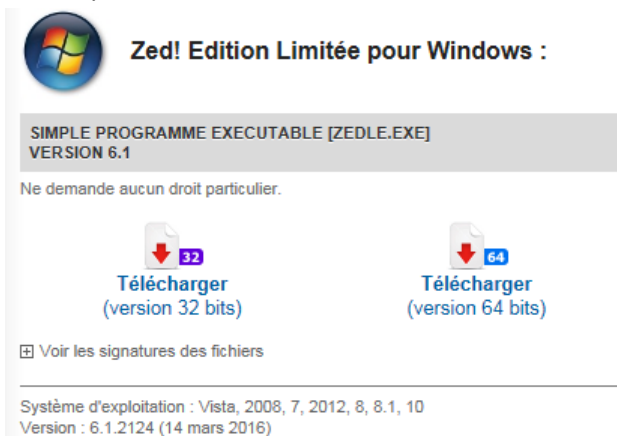 Zed! Edition Limitée pour Windows :
SIMPLE PROGRAMME EXECUTABLE [ZEDLE.EXE]
VERSION 6.1
Ne demande aucun droit particulier.
32
64
Télécharger
(version 32 bits)
Télécharger
(version 64 bits)
Voir les signatures des fichiers
Système d'exploitation : Vista, 2008, 7, 2012, 8, 8.1, 10
Version : 6.1.2124 (14 mars 2016)